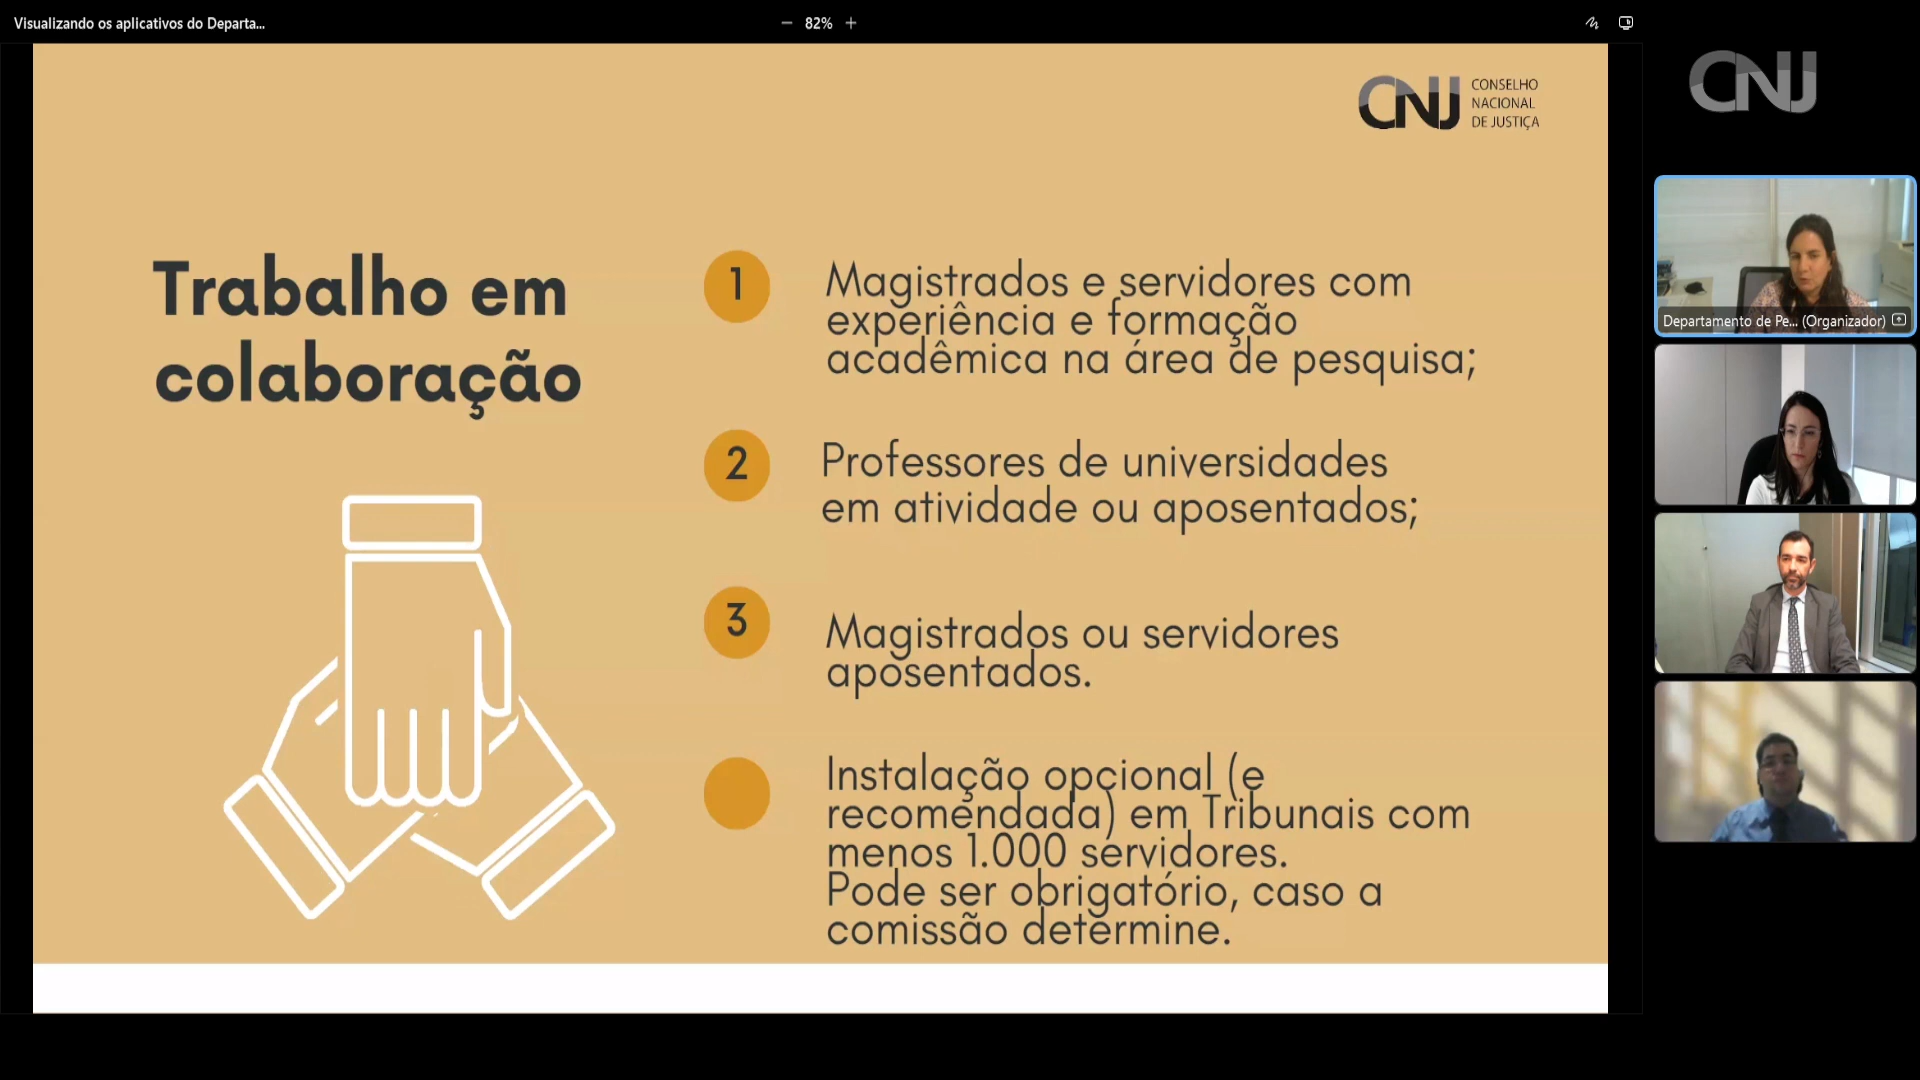 Visualizando os aplicativos do Departa...
82%
CNJ
CONSELHO
NACIONAL
DE JUSTIÇA
CNJ
Trabalho em
colaboração
1
Magistrados e servidores com
experiência e formação
acadêmica na área de pesquisa;
2
Professores de universidades
em atividade ou aposentados;
3
Magistrados ou servidores
aposentados.
Instalação opcional (e
recomendada) em Tribunais com
menos 1.000 servidores.
Pode ser obrigatório, caso a
comissão determine.
Departamento de Pe... (Organizador)